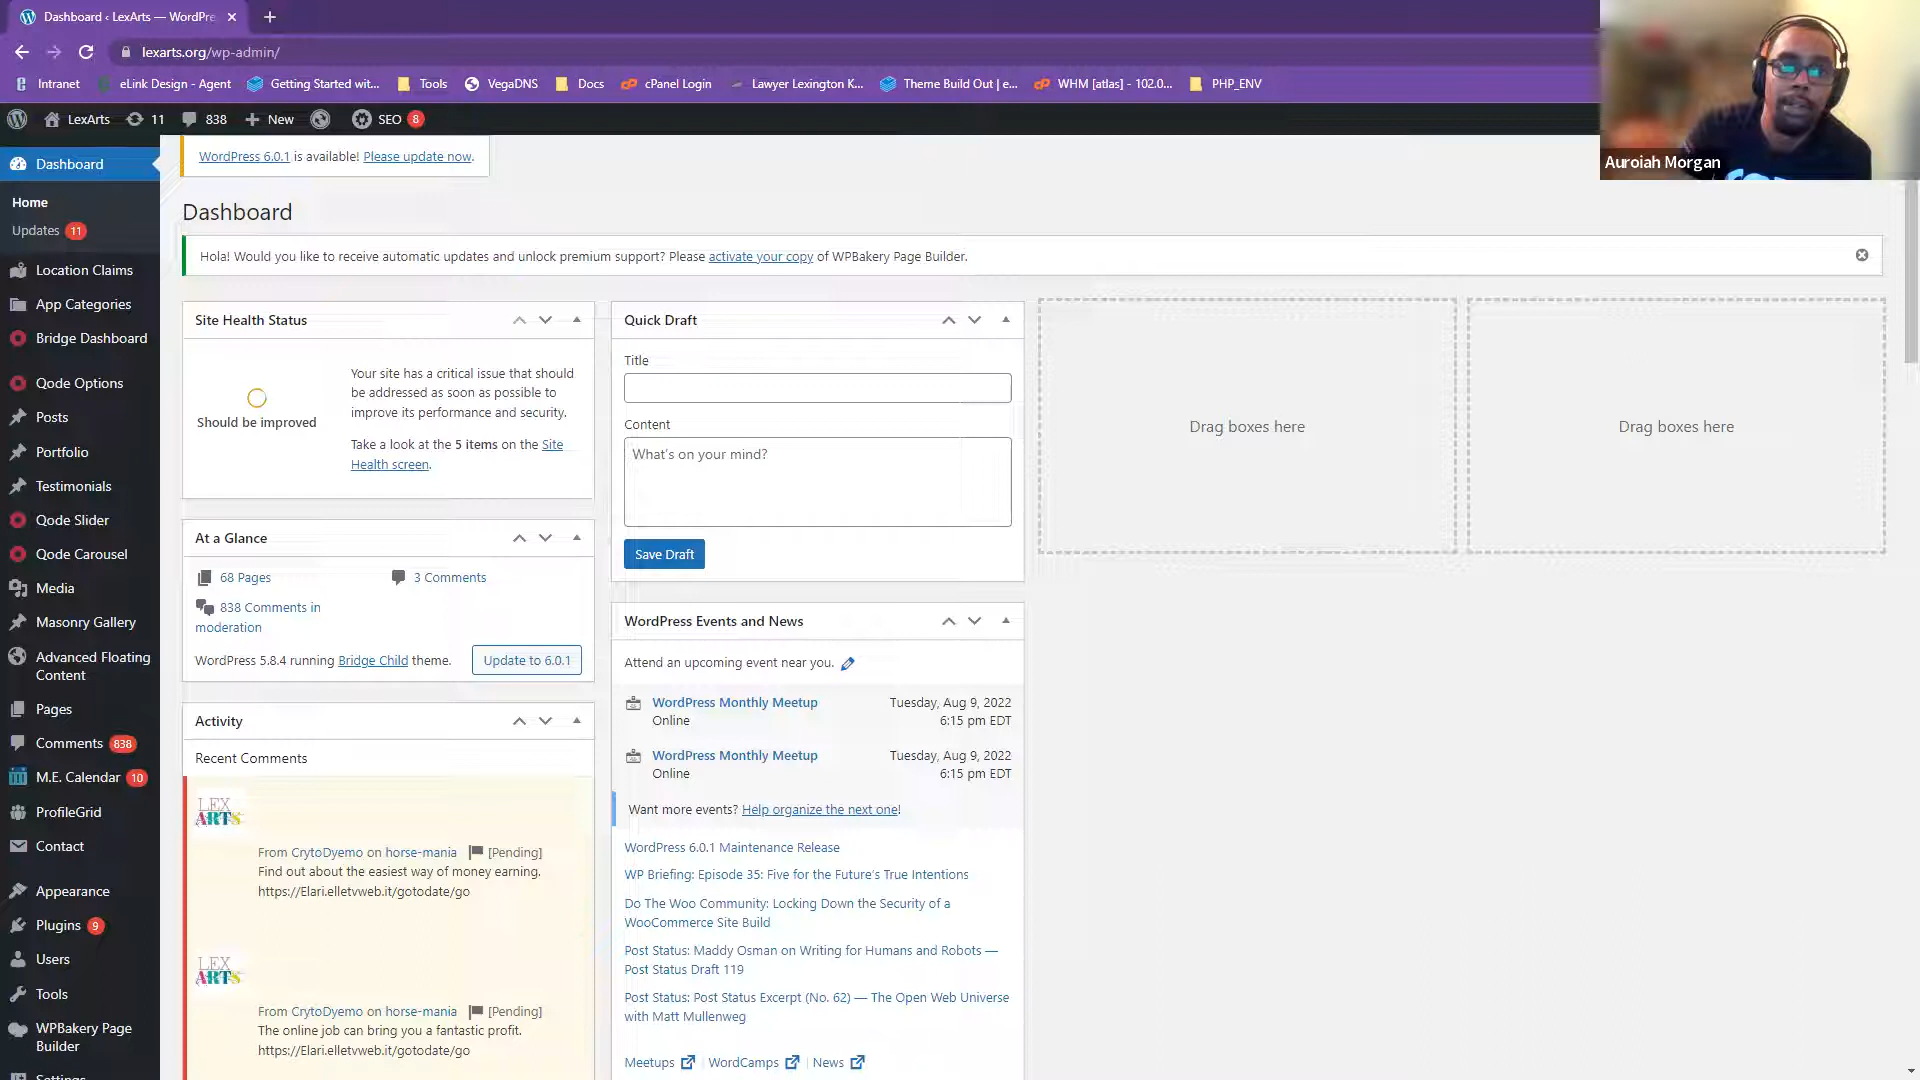 Dashboard ‹ LexArts — WordPre
lexarts.org/wp-admin/
Intranet eLink Design - Agent Getting Started wit... Tools VegaDNS Docs cPanel Login Lawyer Lexington K... Theme Build Out | e... WHM [atlas] - 102.0... PHP_ENV
LexArts 11 838 New SEO 8
Auroiah Morgan
Dashboard
Home
Updates 11
Location Claims
App Categories
Bridge Dashboard
Qode Options
Posts
Portfolio
Testimonials
Qode Slider
Qode Carousel
Media
Masonry Gallery
Advanced Floating
Content
Pages
Comments 838
M.E. Calendar 10
ProfileGrid
Contact
Appearance
Plugins 9
Users
Tools
WPBakery Page
Builder
Settings
WordPress 6.0.1 is available! Please update now.
Dashboard
Hola! Would you like to receive automatic updates and unlock premium support? Please activate your copy of WPBakery Page Builder.
Site Health Status
Should be improved
Your site has a critical issue that should
be addressed as soon as possible to
improve its performance and security.
Take a look at the 5 items on the Site
Health screen.
At a Glance
68 Pages
3 Comments
838 Comments in
moderation
WordPress 5.8.4 running Bridge Child theme.
Update to 6.0.1
Activity
Recent Comments
LEX
ARTS
From CrytoDyemo on horse-mania [Pending]
Find out about the easiest way of money earning.
https://Elari.elletvweb.it/gotodate/go
LEX
ARTS
From CrytoDyemo on horse-mania [Pending]
The online job can bring you a fantastic profit.
https://Elari.elletvweb.it/gotodate/go
Quick Draft
Title
Content
What's on your mind?
Save Draft
WordPress Events and News
Attend an upcoming event near you.
WordPress Monthly Meetup Tuesday, Aug 9, 2022
Online 6:15 pm EDT
WordPress Monthly Meetup Tuesday, Aug 9, 2022
Online 6:15 pm EDT
Want more events? Help organize the next one!
WordPress 6.0.1 Maintenance Release
WP Briefing: Episode 35: Five for the Future's True Intentions
Do The Woo Community: Locking Down the Security of a
WooCommerce Site Build
Post Status: Maddy Osman on Writing for Humans and Robots —
Post Status Draft 119
Post Status: Post Status Excerpt (No. 62) — The Open Web Universe
with Matt Mullenweg
Meetups | WordCamps | News
Drag boxes here
Drag boxes here